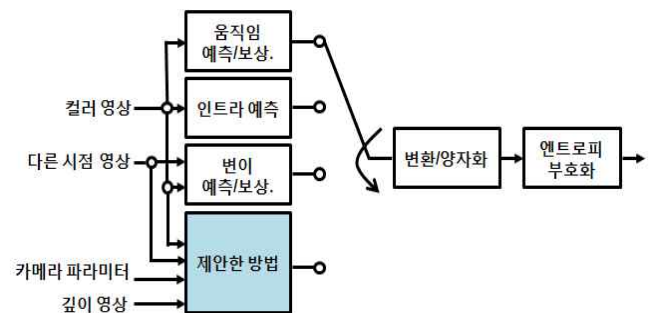 움직임
예측/보상.
컬러 영상
인트라 예측
다른 시점 영상
변이
예측/보상.
변환/양자화
엔트로피
부호화
제안한 방법
카메라 파라미터
깊이 영상